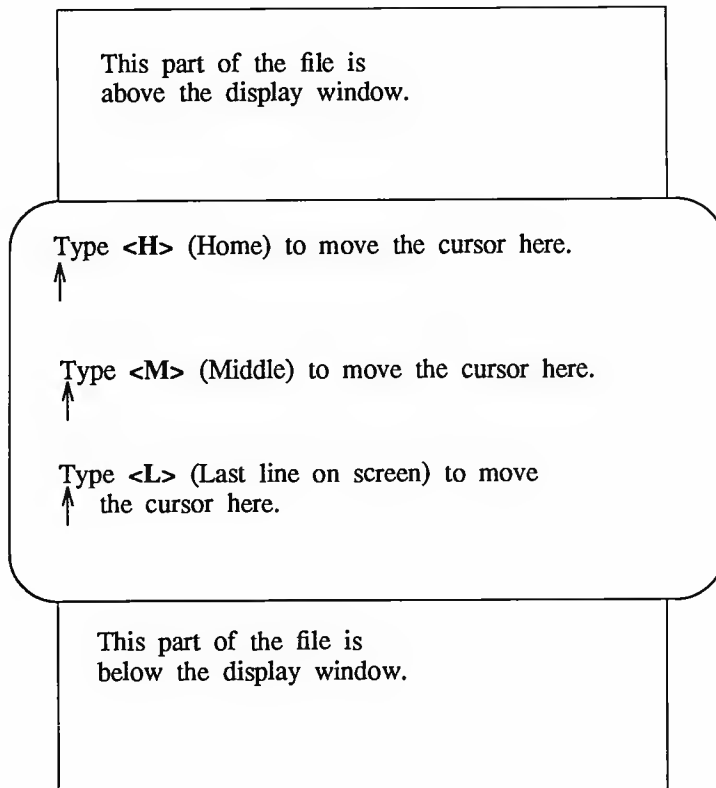 This part of the file is
above the display window.
Type <H> (Home) to move the cursor here.
Type <M> (Middle) to move the cursor here.
Type <L> (Last line on screen) to move
the cursor here.
This part of the file is
below the display window.